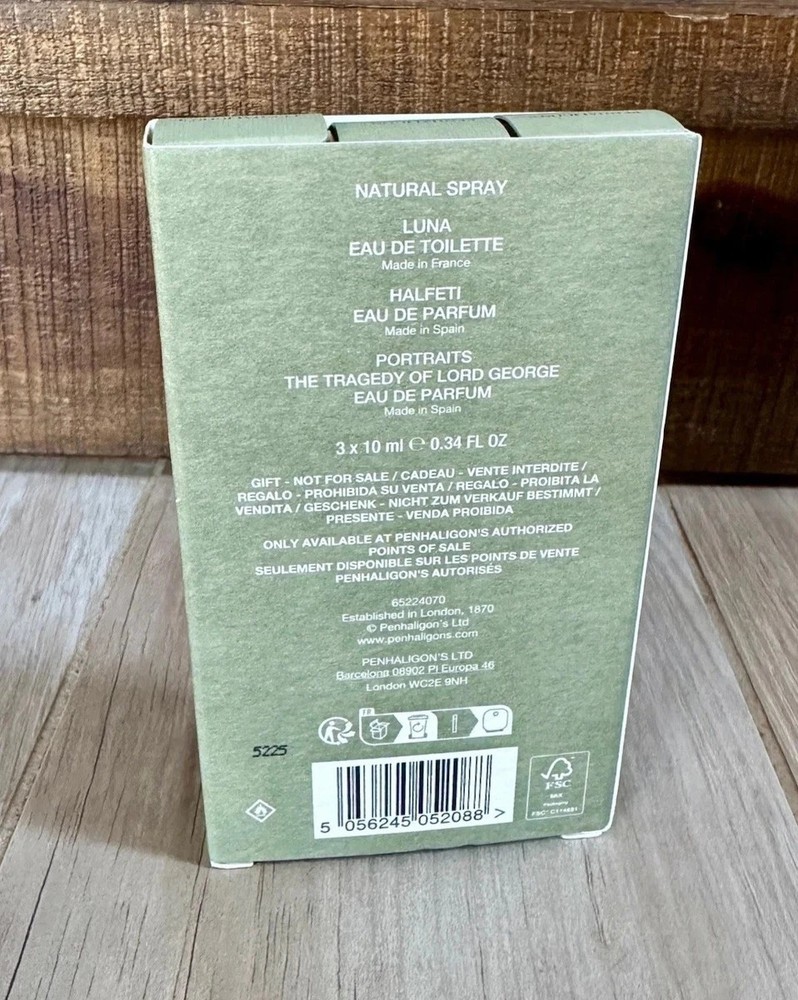 NATURAL SPRAY
LUNA
EAU DE TOILETTE
Made in France
HALFETI
EAU DE PARFUM
Made in Spain
PORTRAITS
THE TRAGEDY OF LORD GEORGE
EAU DE PARFUM
Made in Spain
3 x 10 ml ℮ 0.34 FL OZ
GIFT - NOT FOR SALE / CADEAU - VENTE INTERDITE /
REGALO - PROHIBIDA SU VENTA / REGALO - PROIBITA LA
VENDITA / GESCHENK - NICHT ZUM VERKAUF BESTIMMT /
PRESENTE - VENDA PROIBIDA
ONLY AVAILABLE AT PENHALIGON'S AUTHORIZED
POINTS OF SALE
SEULEMENT DISPONIBLE SUR LES POINTS DE VENTE
PENHALIGON'S AUTORISÉS
65224070
Established in London, 1870
© Penhaligon's Ltd
www.penhaligons.com
PENHALIGON'S LTD
Barcelona 08902 Pl Europa 46
London WC2E 9NH
FR
5225
5 056245 052088 >
FSC